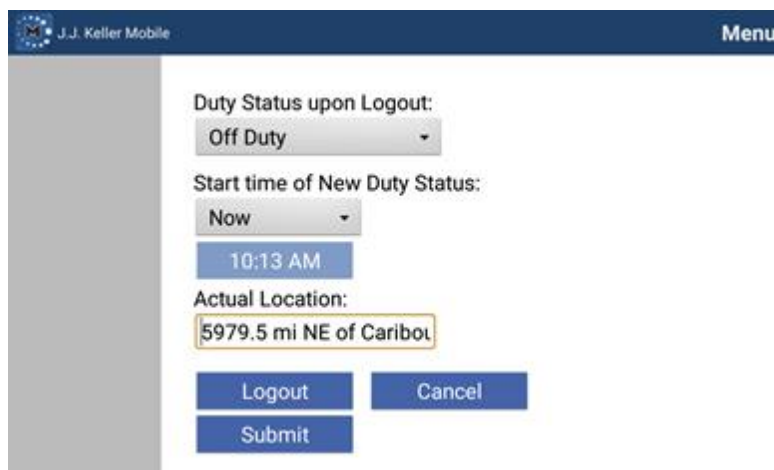 J.J. Keller Mobile
Menu
Duty Status upon Logout:
Off Duty
Start time of New Duty Status:
Now
10:13 AM
Actual Location:
5979.5 mi NE of Caribou
Logout Cancel
Submit